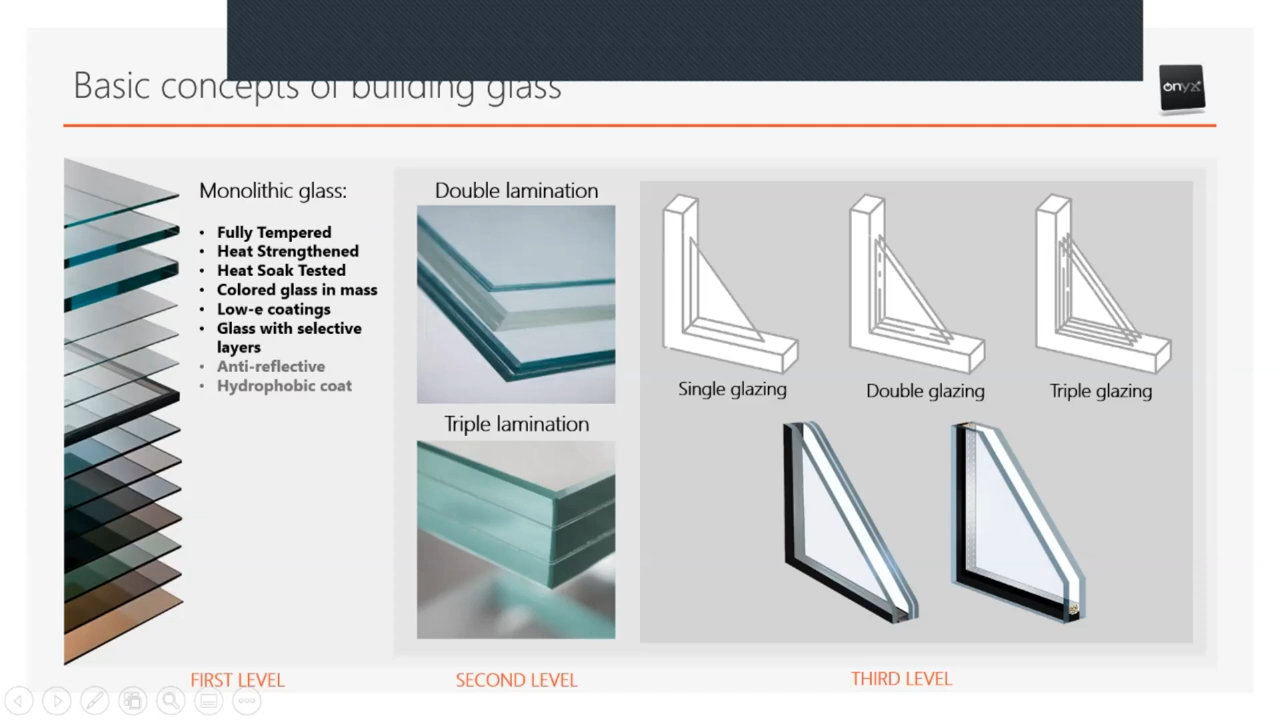 Basic concepts of building glass
onyx
Monolithic glass:
• Fully Tempered
• Heat Strengthened
• Heat Soak Tested
• Colored glass in mass
• Low-e coatings
• Glass with selective
layers
• Anti-reflective
• Hydrophobic coat
Double lamination
Triple lamination
Single glazing
Double glazing
Triple glazing
FIRST LEVEL
SECOND LEVEL
THIRD LEVEL